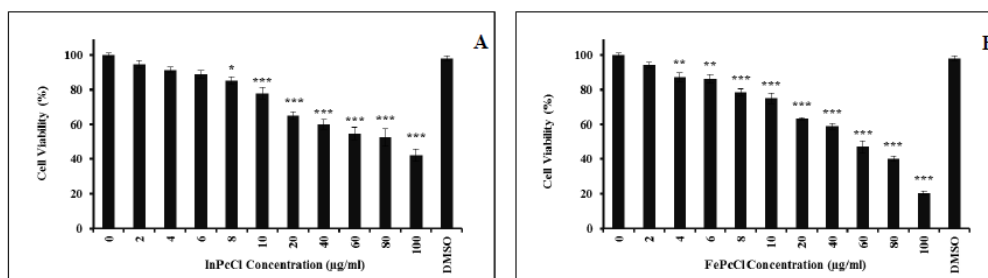 A
Cell Viability (%)
100
80
60
40
20
0
* *** *** *** *** *** ***
0 2 4 6 8 10 20 40 60 80 100 DMSO
InPcCl Concentration (µg/ml)
Cell Viability (%)
100
80
60
40
20
0
** ** *** *** *** *** *** *** ***
0 2 4 6 8 10 20 40 60 80 100 DMSO
FePcCl Concentration (µg/ml)